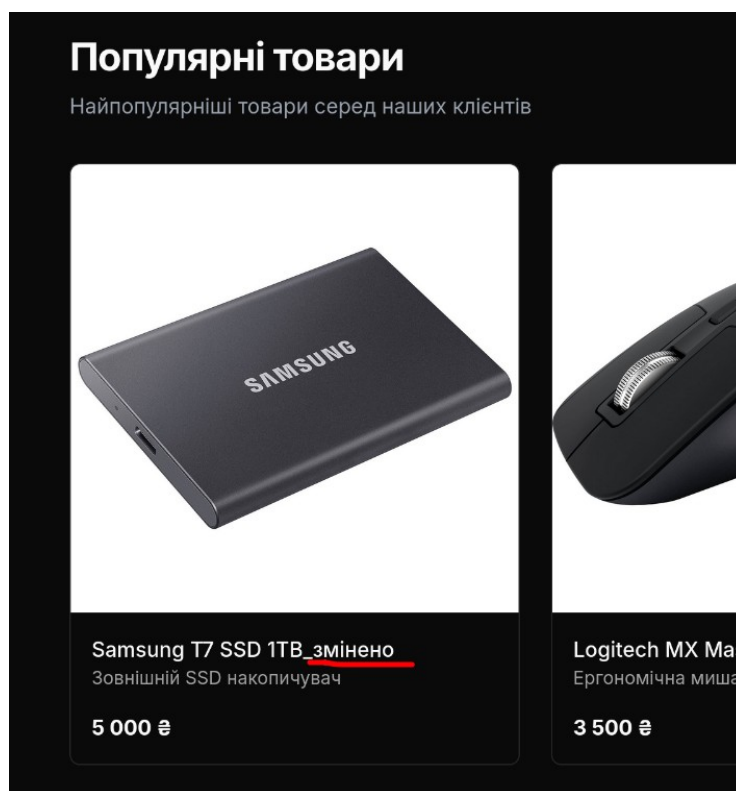 Популярні товари
Найпопулярніші товари серед наших клієнтів
SAMSUNG
Samsung T7 SSD 1TB_змінено
Зовнішній SSD накопичувач
5 000 ₴
Logitech MX Ma
Ергономічна миша
3 500 ₴